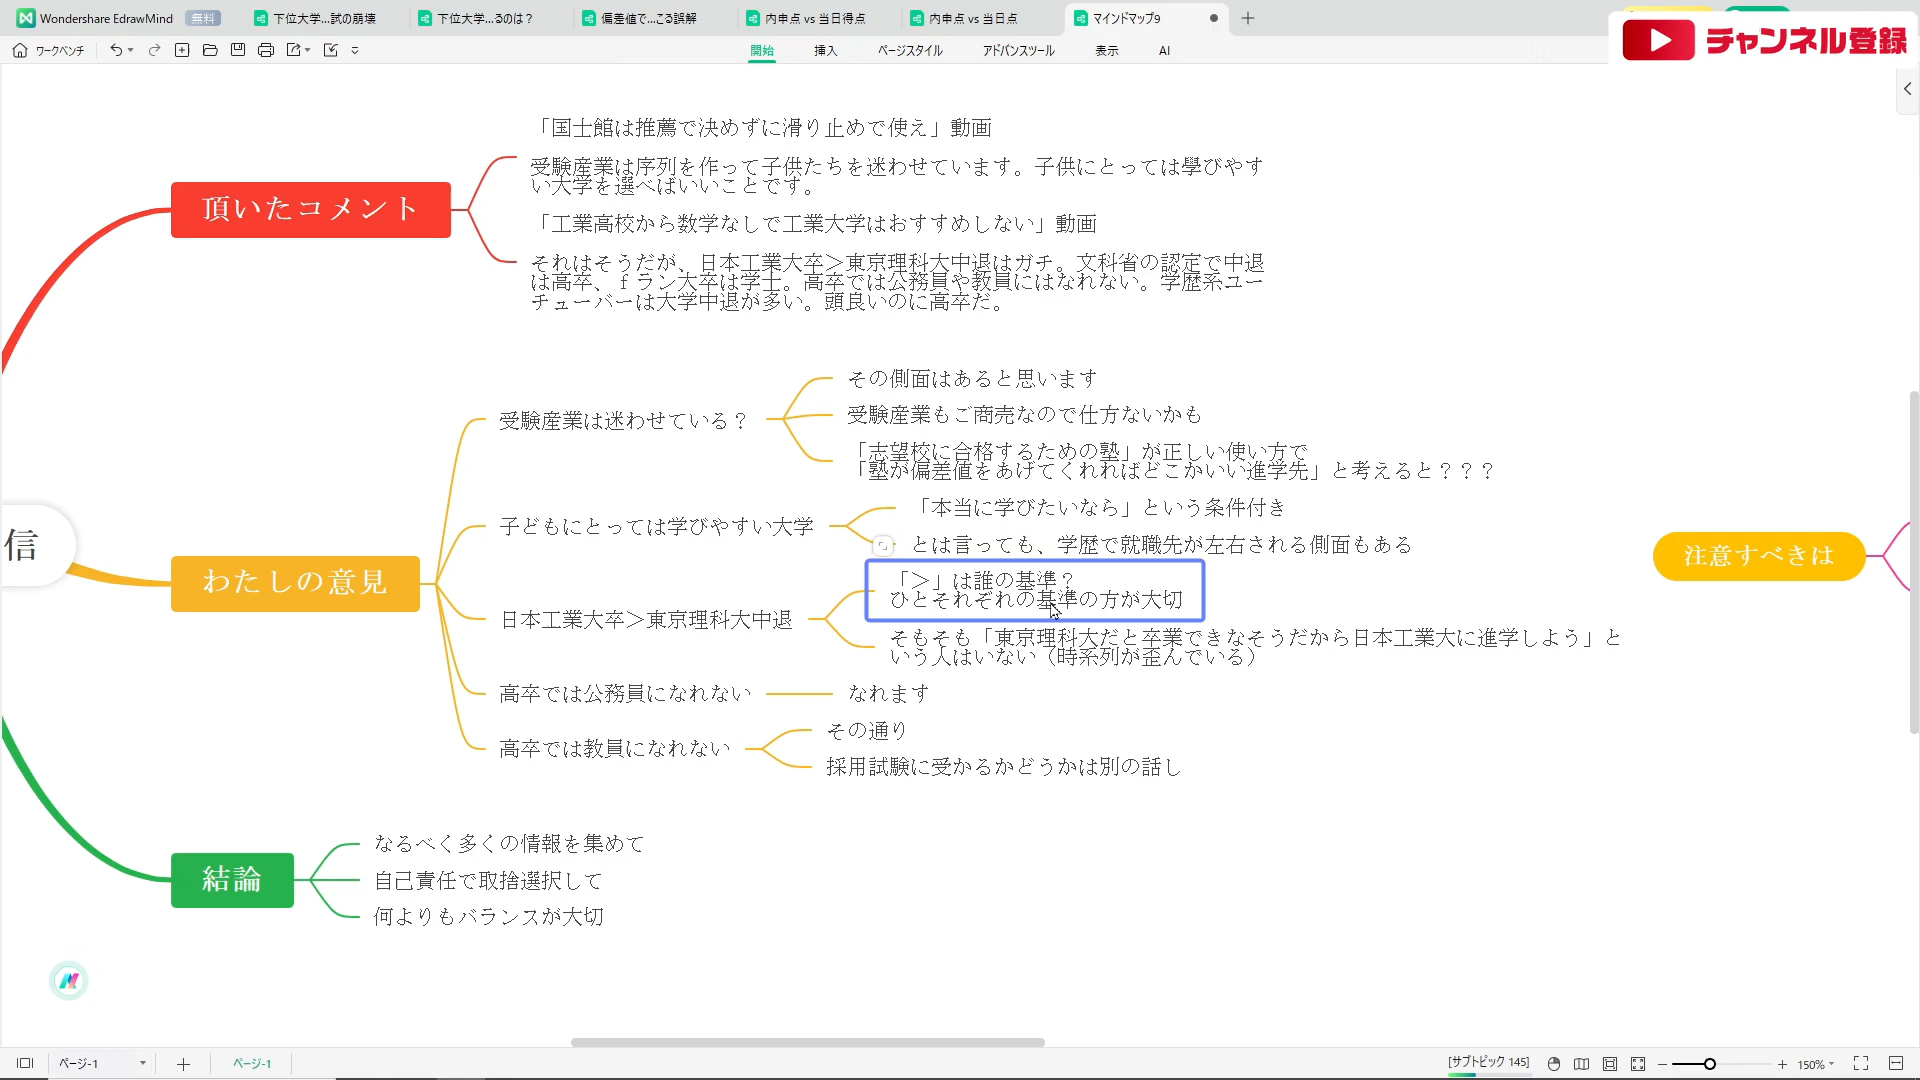 Wondershare EdrawMind
無料
下位大学...試の崩壊
下位大学...るのは？
偏差値で...こる誤解
内申点 vs 当日得点
内申点 vs 当日点
マインドマップ9
ワークベンチ
開始
挿入
ページスタイル
アドバンスツール
表示
AI
チャンネル登録
「国士館は推薦で決めずに滑り止めで使え」動画
受験産業は序列を作って子供たちを迷わせています。子供にとっては學びやす
い大学を選べばいいことです。
頂いたコメント
「工業高校から数学なしで工業大学はおすすめしない」動画
それはそうだが、日本工業大卒＞東京理科大中退はガチ。文科省の認定で中退
は高卒、ｆラン大卒は学士。高卒では公務員や教員にはなれない。学歴系ユー
チューバーは大学中退が多い。頭良いのに高卒だ。
その側面はあると思います
受験産業は迷わせている？
受験産業もご商売なので仕方ないかも
「志望校に合格するための塾」が正しい使い方で
「塾が偏差値をあげてくれればどこかいい進学先」と考えると？？？
「本当に学びたいなら」という条件付き
子どもにとっては学びやすい大学
とは言っても、学歴で就職先が左右される側面もある
信
わたしの意見
注意すべきは
「＞」は誰の基準？
ひとそれぞれの基準の方が大切
日本工業大卒＞東京理科大中退
そもそも「東京理科大だと卒業できなそうだから日本工業大に進学しよう」と
いう人はいない（時系列が歪んでいる）
高卒では公務員になれない
なれます
その通り
高卒では教員になれない
採用試験に受かるかどうかは別の話し
なるべく多くの情報を集めて
結論
自己責任で取捨選択して
何よりもバランスが大切
ページ-1
ページ-1
[サブトピック 145]
150%